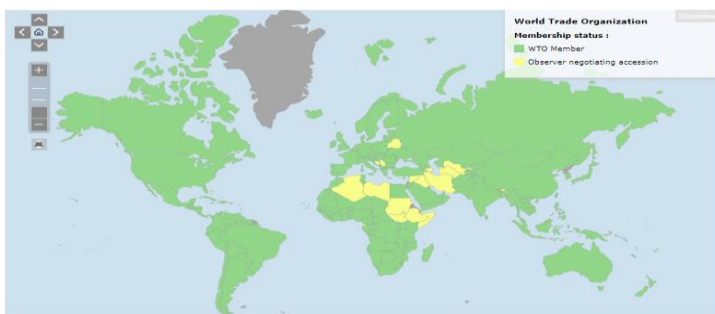 World Trade Organization
Membership status :
WTO Member
Observer negotiating accession